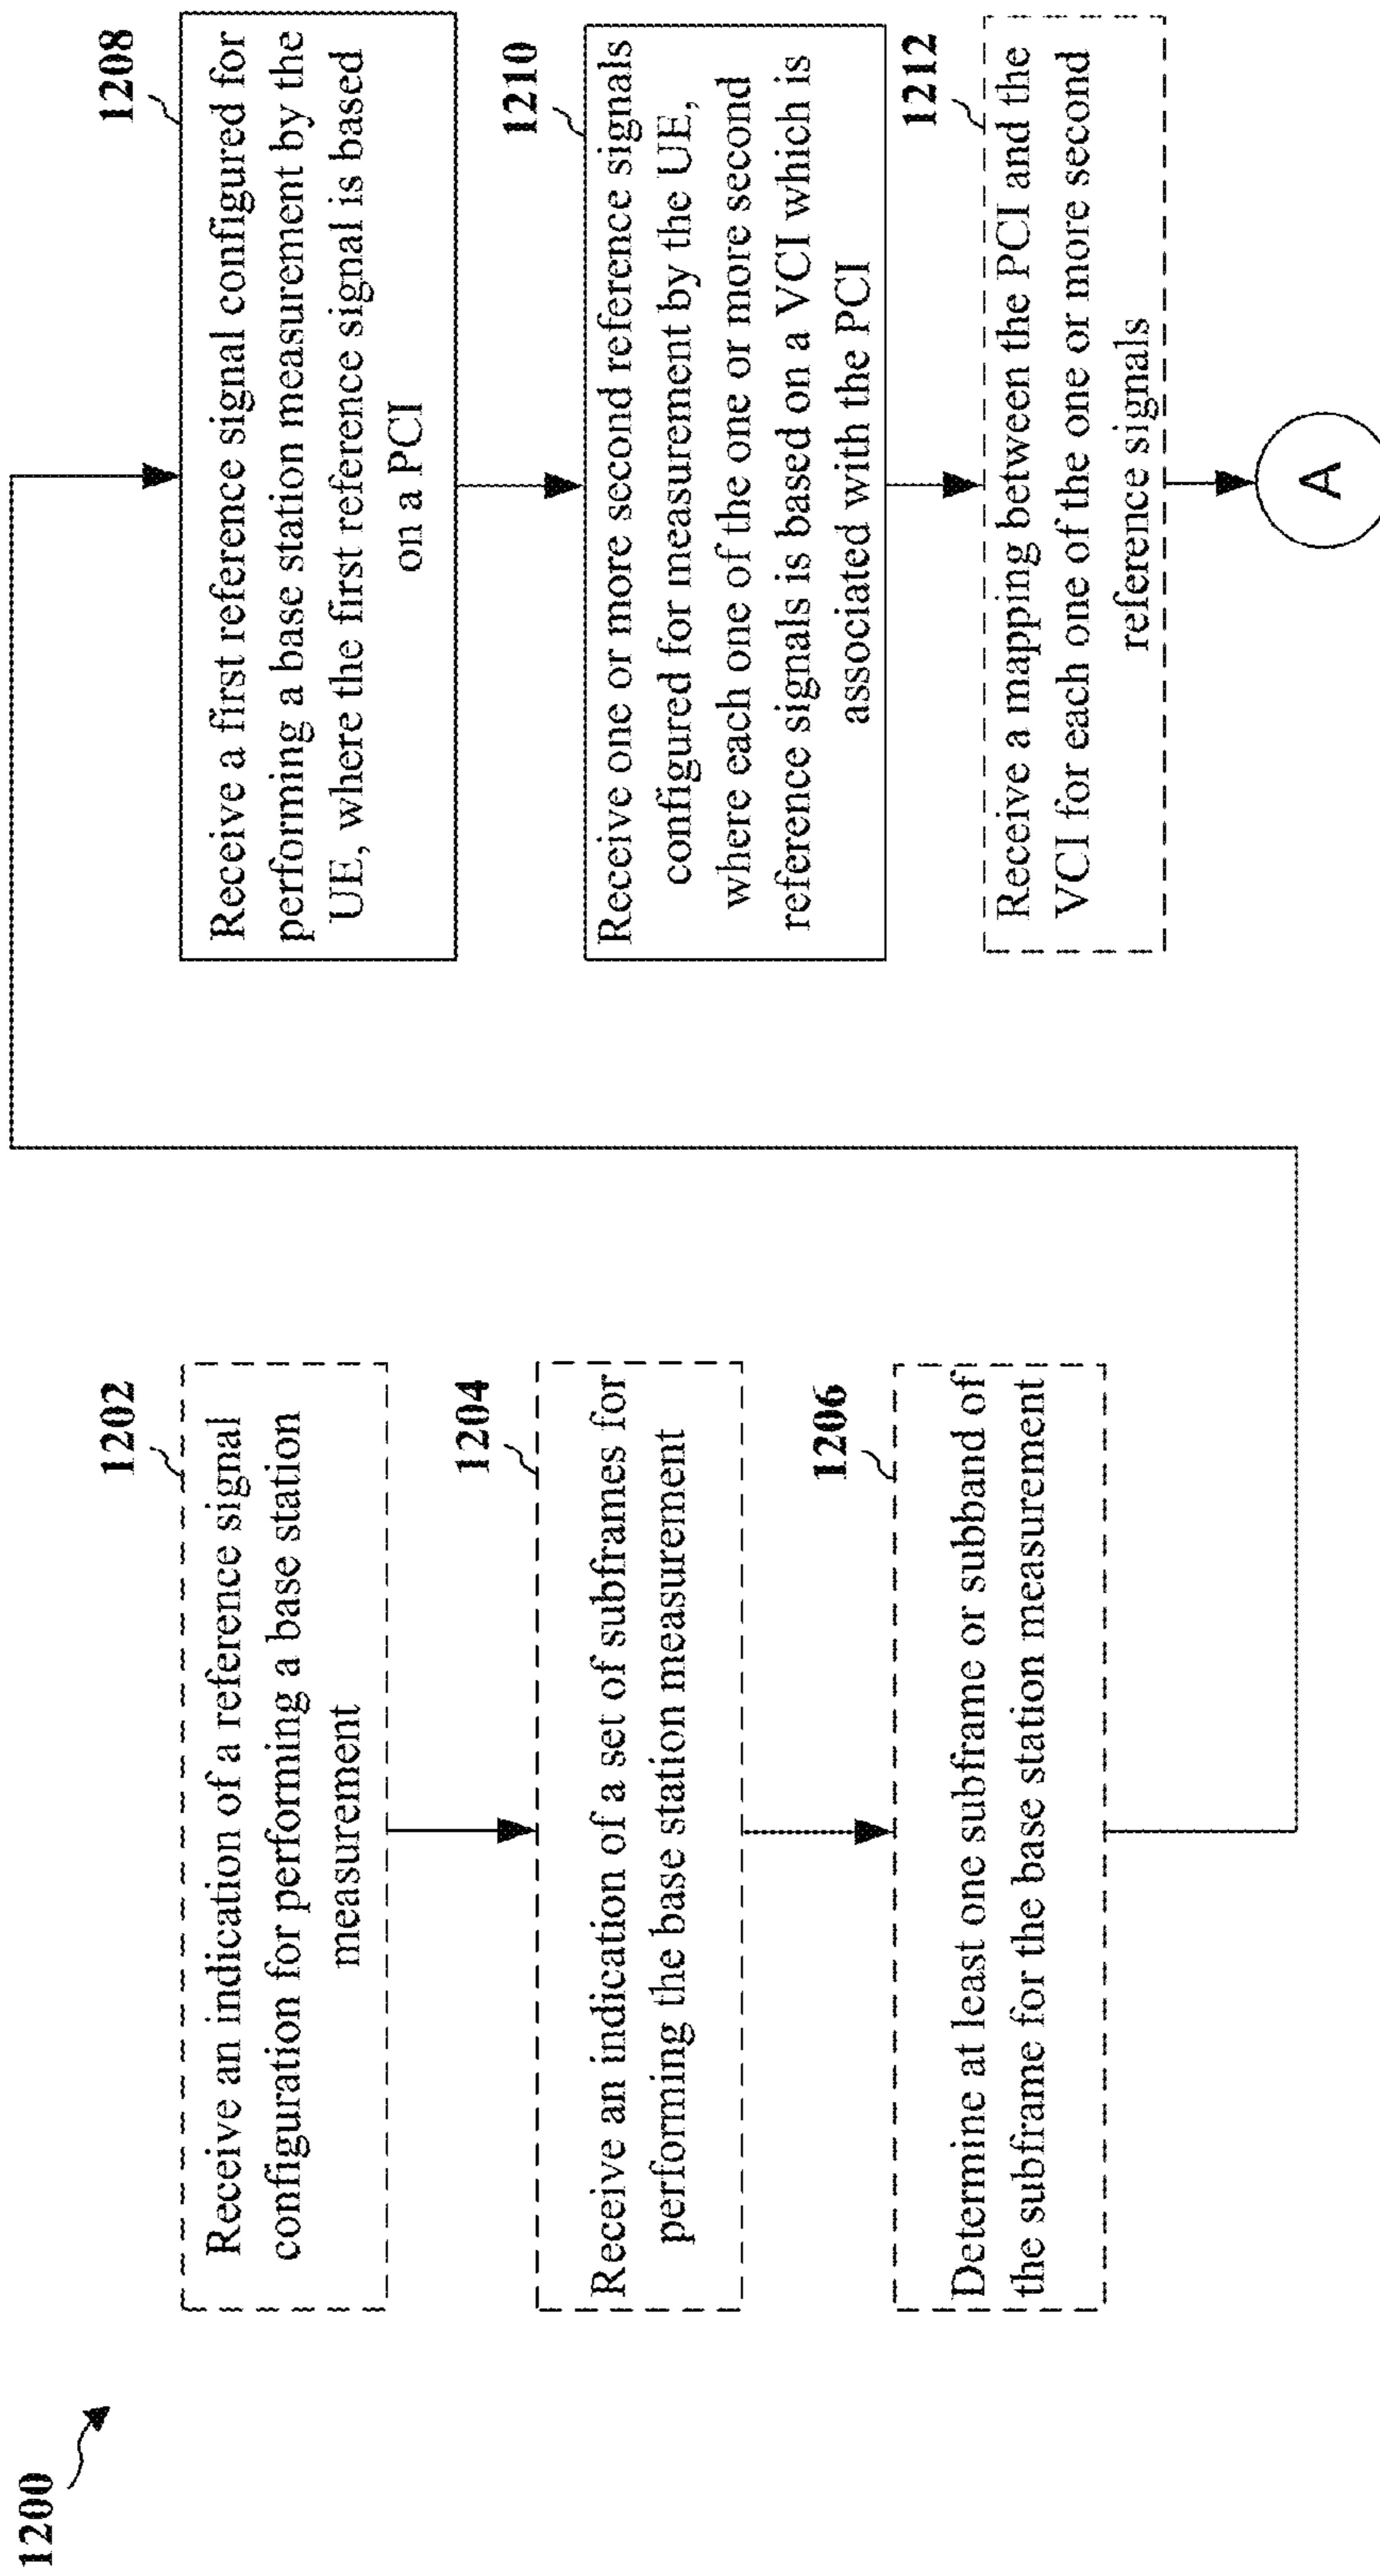 1200
1202
Receive an indication of a reference signal
configuration for performing a base station
measurement
1204
Receive an indication of a set of subframes for
performing the base station measurement
1206
Determine at least one subframe or subband of
the subframe for the base station measurement
1208
Receive a first reference signal configured for
performing a base station measurement by the
UE, where the first reference signal is based
on a PCI
1210
Receive one or more second reference signals
configured for measurement by the UE,
where each one of the one or more second
reference signals is based on a VCI which is
associated with the PCI
1212
Receive a mapping between the PCI and the
VCI for each one of the one or more second
reference signals
A